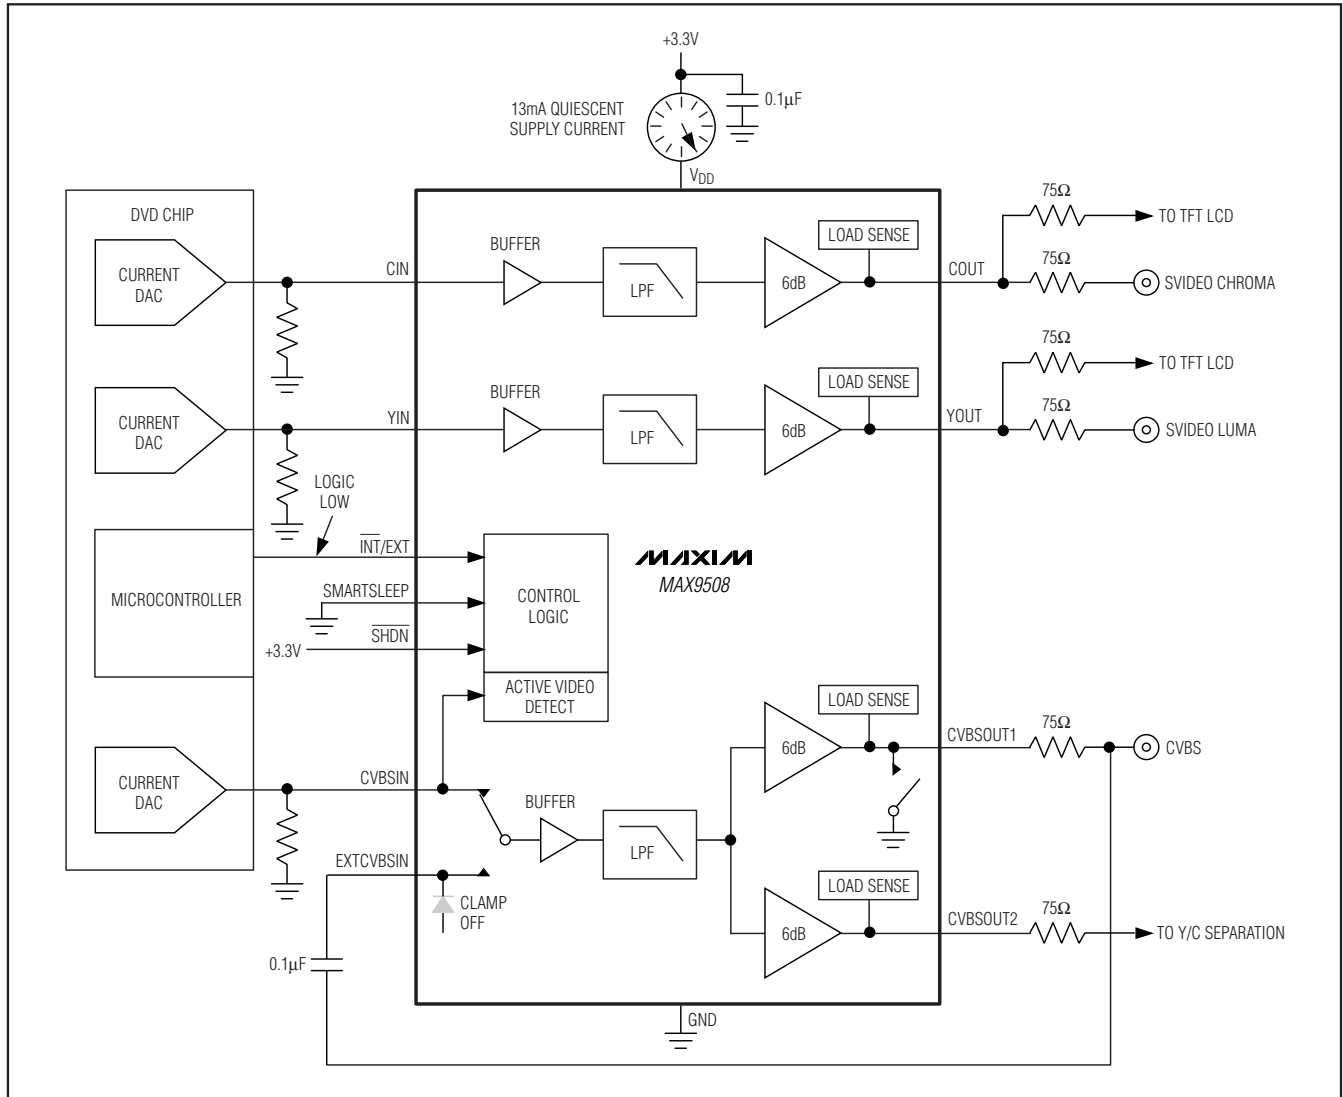 +3.3V
0.1µF
13mA QUIESCENT
SUPPLY CURRENT
VDD
DVD CHIP
CURRENT
DAC
CIN
BUFFER
LPF
6dB
LOAD SENSE
COUT
75Ω
TO TFT LCD
75Ω
SVIDEO CHROMA
CURRENT
DAC
YIN
BUFFER
LPF
6dB
LOAD SENSE
YOUT
75Ω
TO TFT LCD
75Ω
SVIDEO LUMA
LOGIC
LOW
MICROCONTROLLER
I̅N̅T̅/EXT
SMARTSLEEP
S̅H̅D̅N̅
+3.3V
CONTROL
LOGIC
ACTIVE VIDEO
DETECT
MAXIM
MAX9508
CURRENT
DAC
CVBSIN
EXTCVBSIN
CLAMP
OFF
0.1µF
BUFFER
LPF
6dB
LOAD SENSE
CVBSOUT1
75Ω
CVBS
6dB
LOAD SENSE
CVBSOUT2
75Ω
TO Y/C SEPARATION
GND